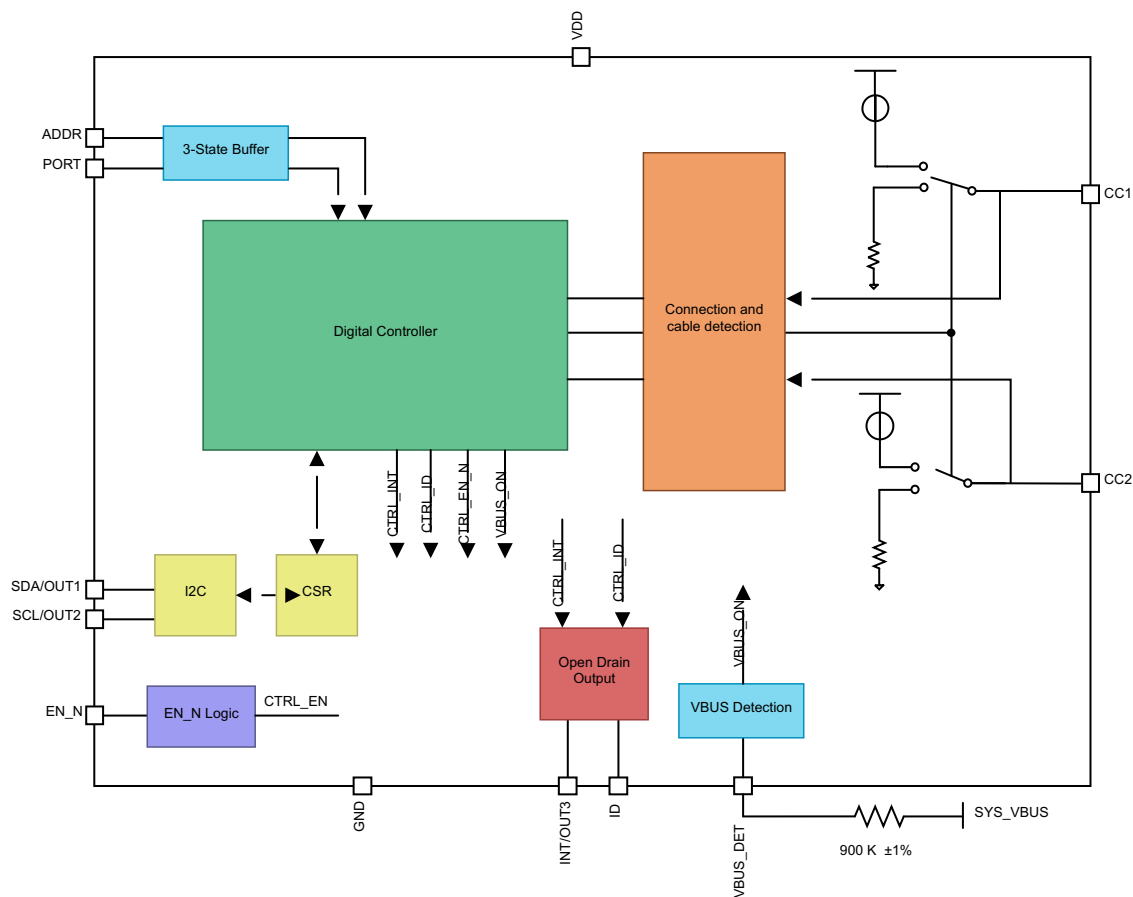 VDD
ADDR
PORT
3-State Buffer
CC1
Digital Controller
Connection and
cable detection
CTRL_INT
CTRL_ID
CTRL_EN_N
VBUS_ON
CC2
SDA/OUT1
SCL/OUT2
I2C
CSR
CTRL_INT
CTRL_ID
VBUS_ON
Open Drain
Output
EN_N
EN_N Logic
CTRL_EN
VBUS Detection
GND
INT/OUT3
ID
VBUS_DET
SYS_VBUS
900 K ±1%